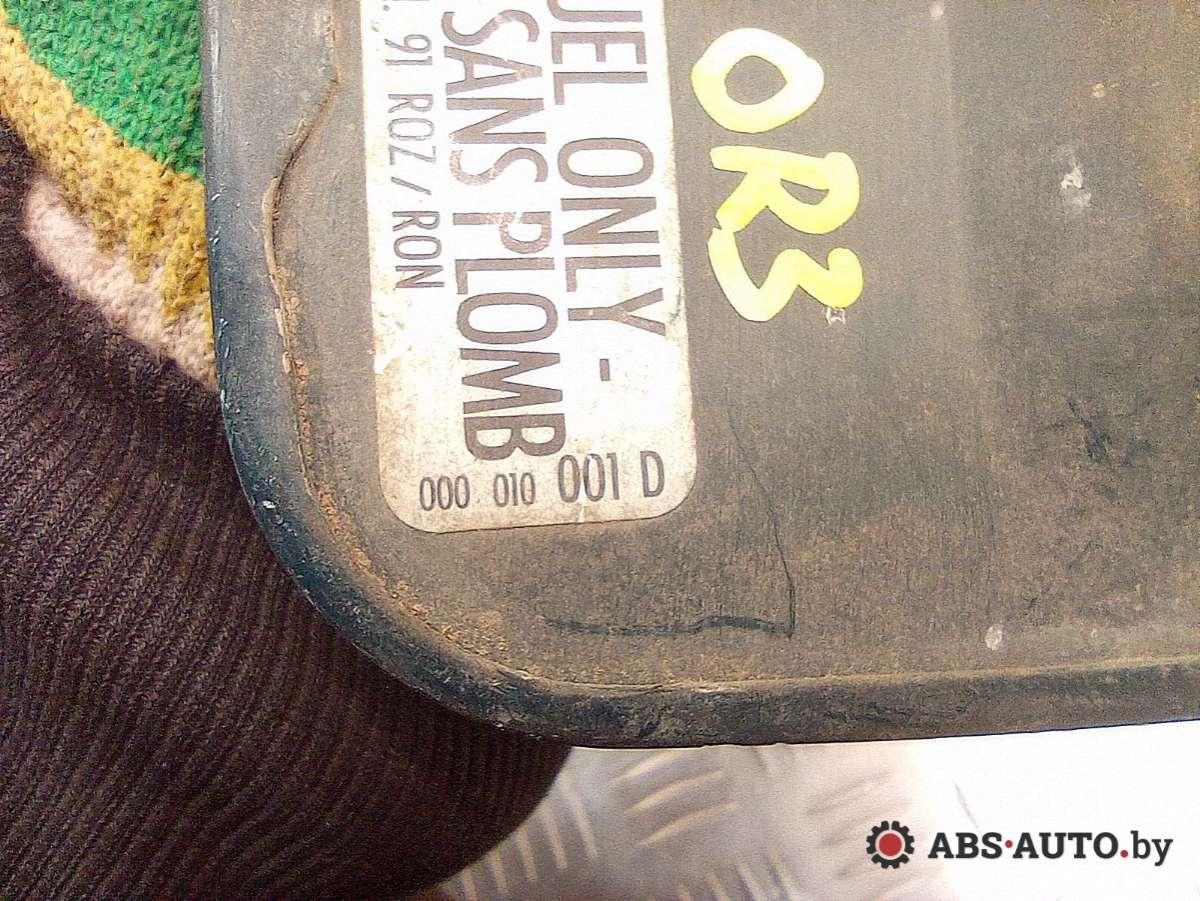 UEL ONLY -
SANS PLOMB
. 91 ROZ / RON
000 010 001 D
OR3
ABS·AUTO.by